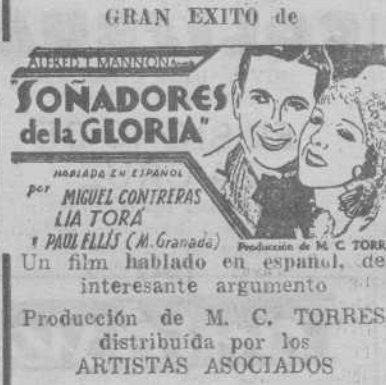 GRAN EXITO de
ALFRED T. MANNON
"SOÑADORES
de la GLORIA"
HABLADA EN ESPAÑOL
por MIGUEL CONTRERAS
LIA TORÁ
Y PAUL ELLIS (M. Granada)
Producción de M. C. TORR
Un film hablado en español, de
interesante argumento
Producción de M. C. TORRES
distribuída por los
ARTISTAS ASOCIADOS